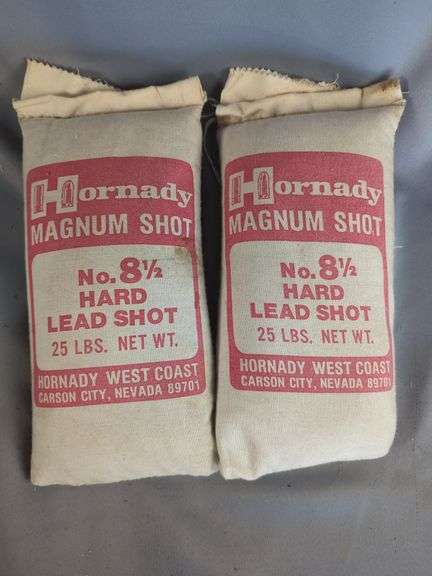 Hornady
MAGNUM SHOT
No. 8½
HARD
LEAD SHOT
25 LBS. NET WT.
HORNADY WEST COAST
CARSON CITY, NEVADA 89701
Hornady
MAGNUM SHOT
No. 8½
HARD
LEAD SHOT
25 LBS. NET WT.
HORNADY WEST COAST
CARSON CITY, NEVADA 89701